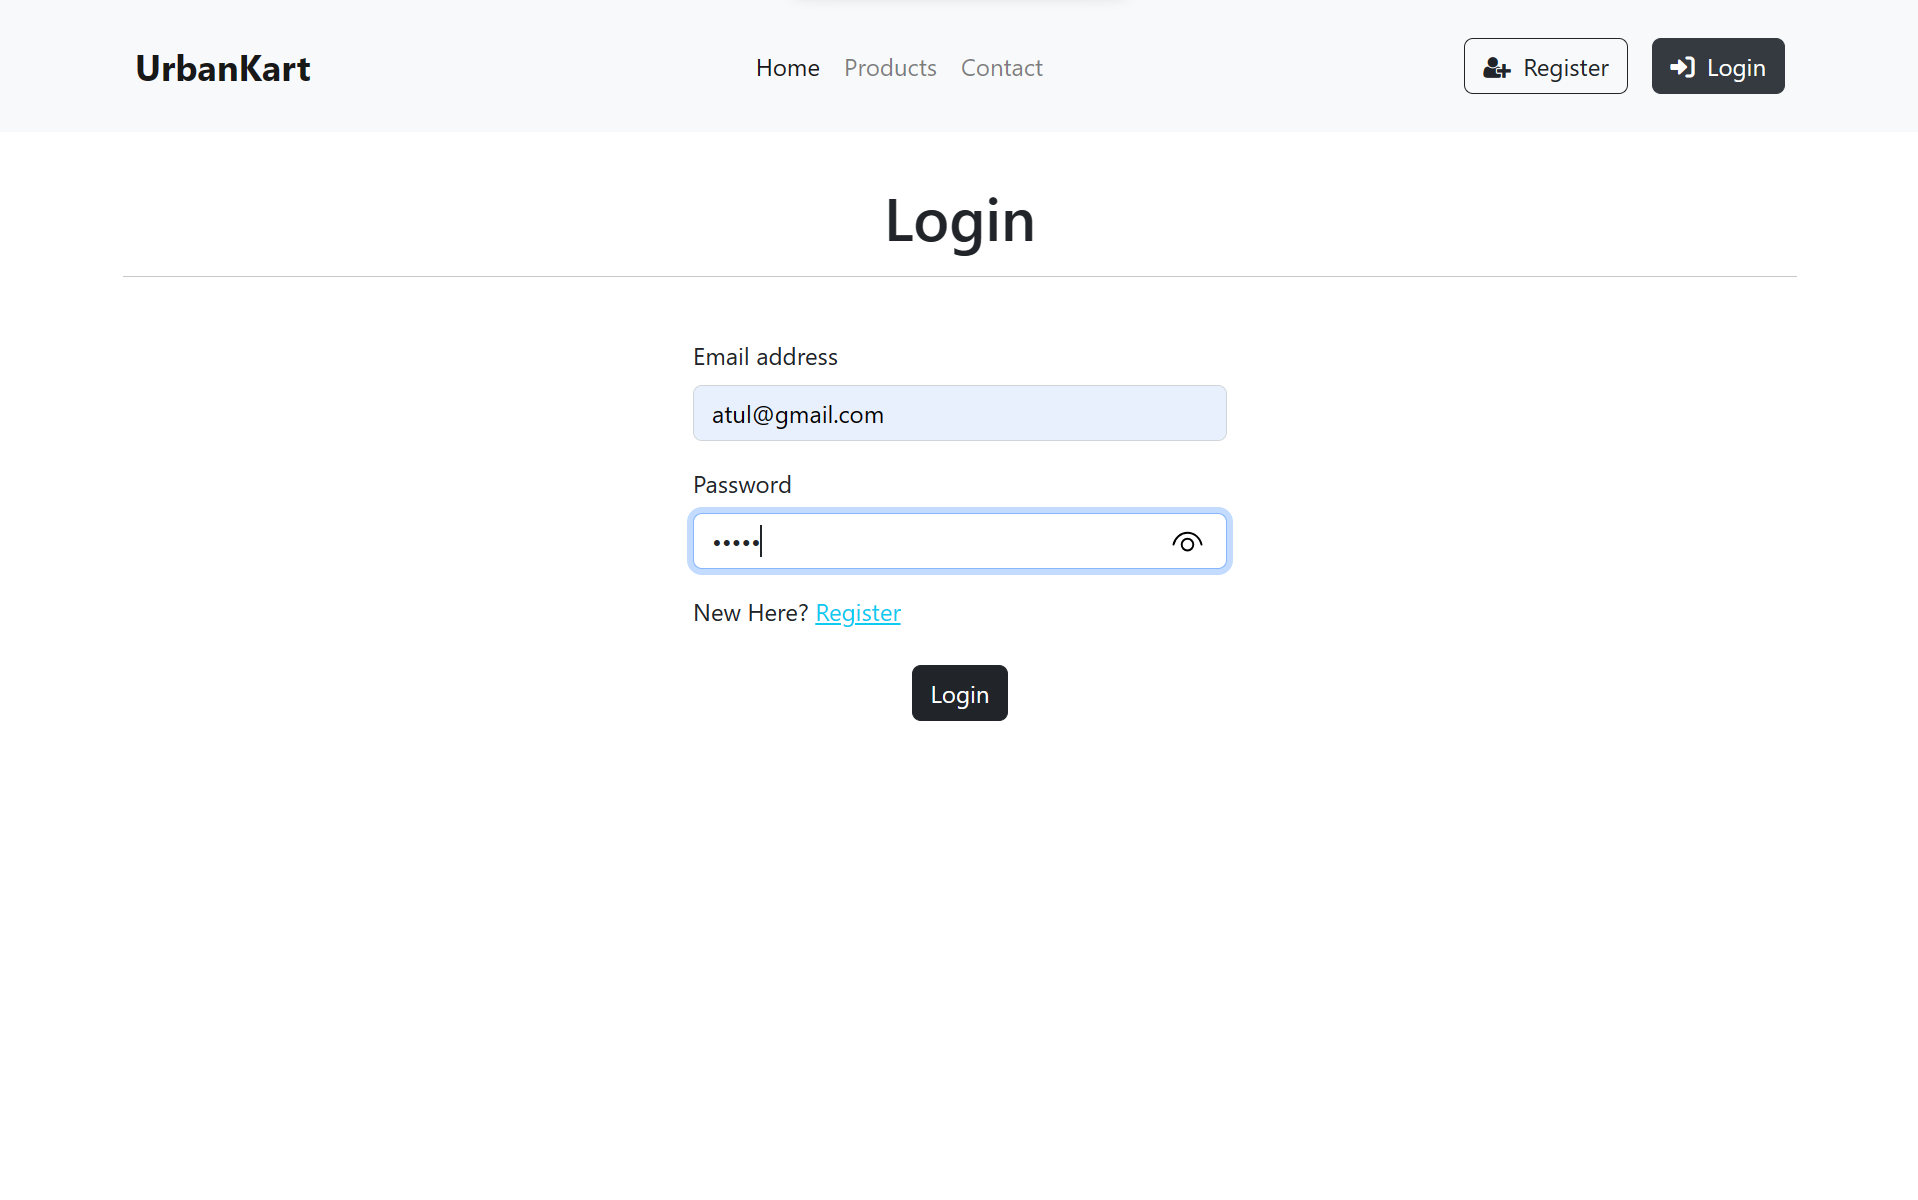 UrbanKart
Home Products Contact
Register
Login
Login
Email address
atul@gmail.com
Password
•••••
New Here? Register
Login